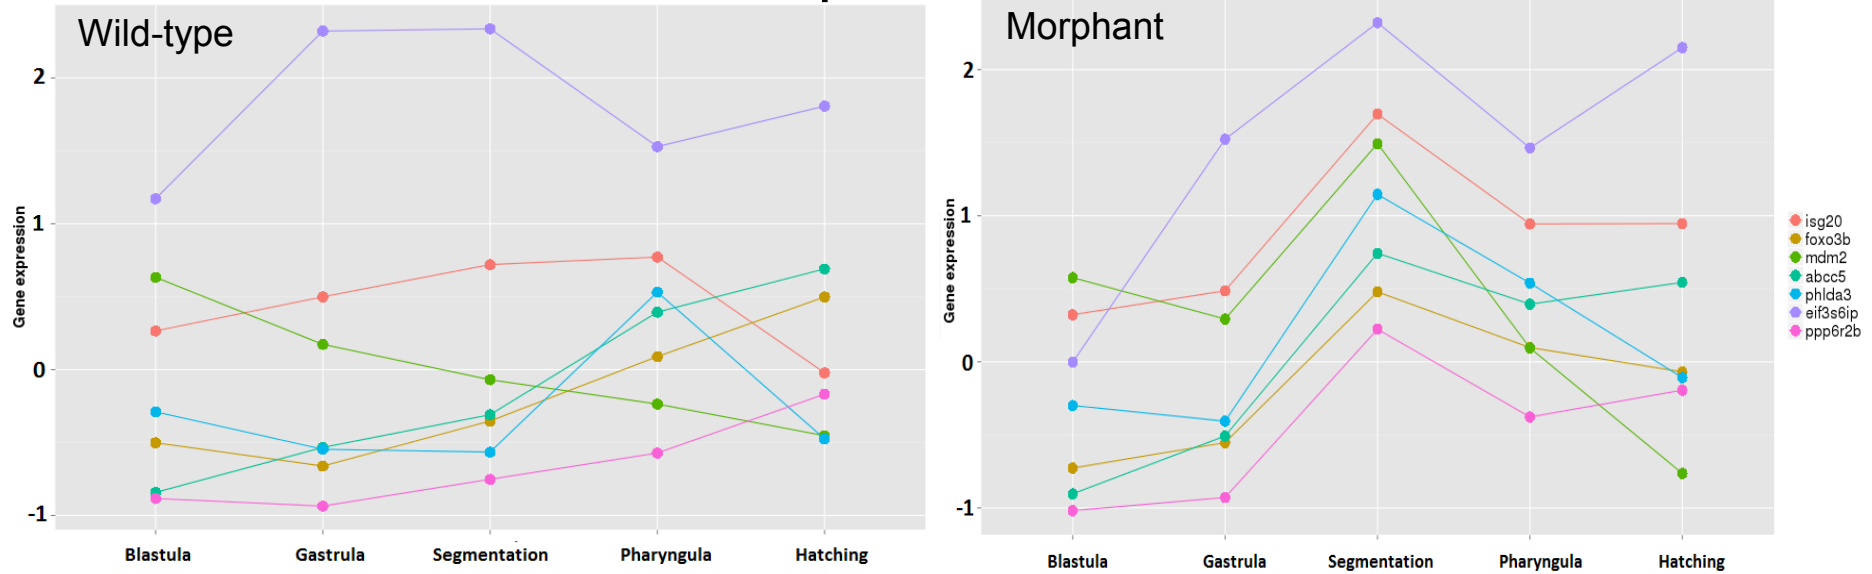 Wild-type
Gene expression
2
1
0
-1
Blastula Gastrula Segmentation Pharyngula Hatching
Morphant
Gene expression
2
1
0
-1
Blastula Gastrula Segmentation Pharyngula Hatching
isg20
foxo3b
mdm2
abcc5
phlda3
eif3s6ip
ppp6r2b